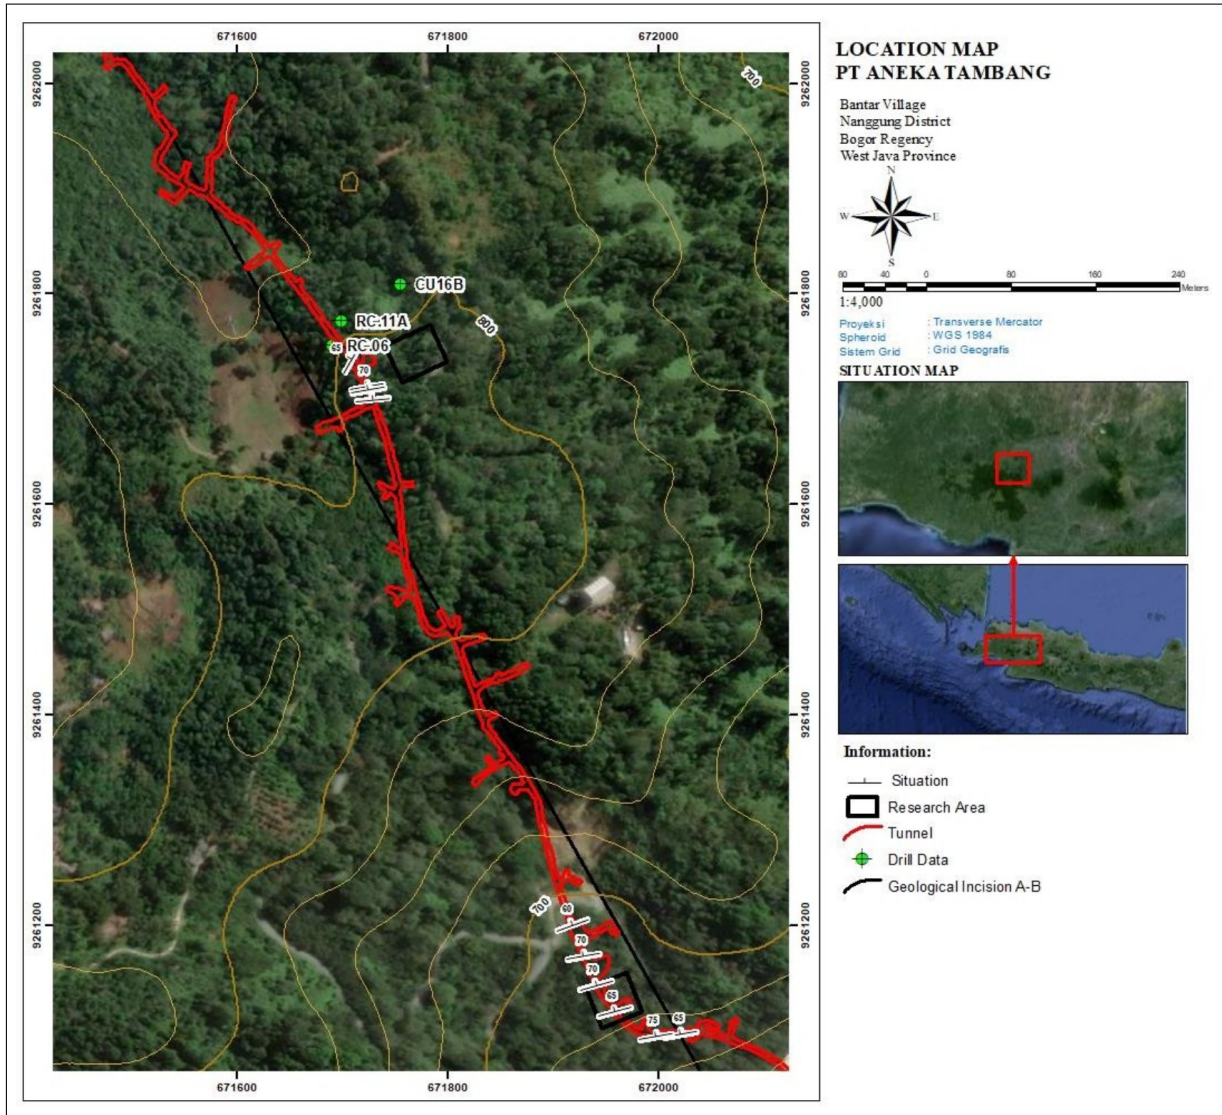 671600 671800 672000
9262000
9261800
9261600
9261400
9261200
9262000
9261800
9261600
9261400
9261200
671600 671800 672000
700
CU16B
800
RC.11A
RC.06
65
70
700
60
70
70
65
75
65
LOCATION MAP
PT ANEKA TAMBANG
Bantar Village
Nanggung District
Bogor Regency
West Java Province
N
W E
S
80 40 0 80 160 240
Meters
1:4,000
Proyeksi : Transverse Mercator
Spheroid : WGS 1984
Sistem Grid : Grid Geografis
SITUATION MAP
Information:
Situation
Research Area
Tunnel
Drill Data
Geological Incision A-B